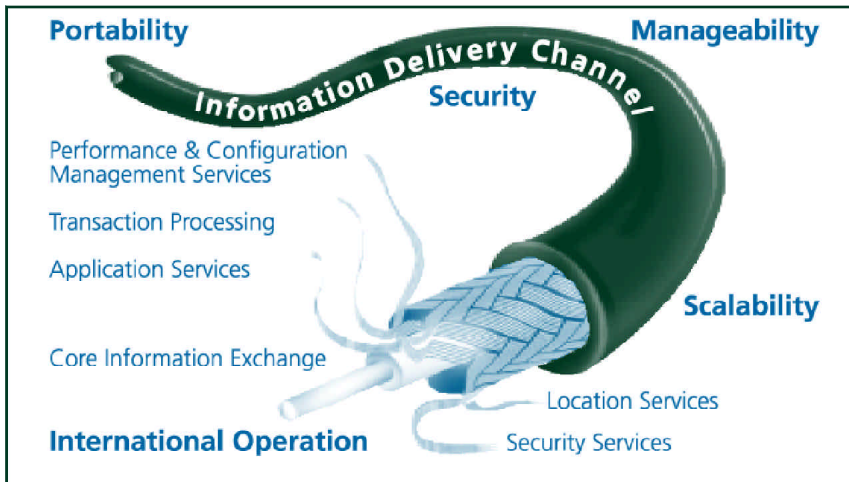 Portability
Manageability
Information Delivery Channel
Security
Performance & Configuration
Management Services
Transaction Processing
Application Services
Scalability
Core Information Exchange
Location Services
International Operation
Security Services